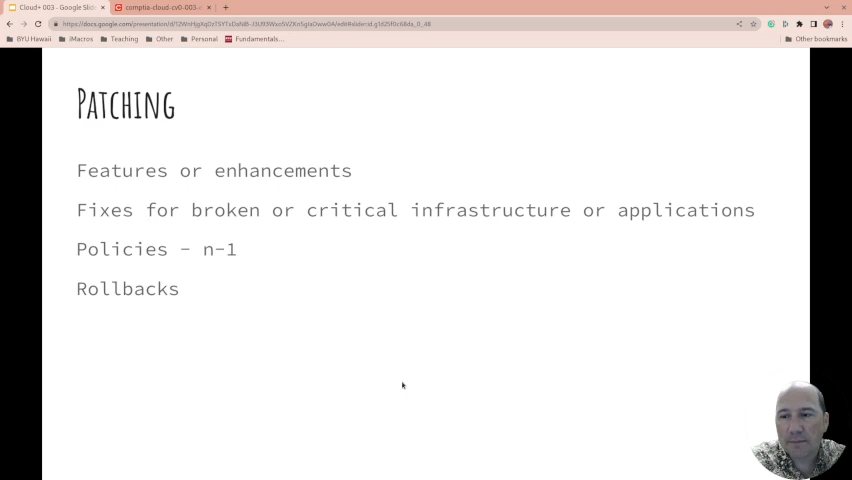 Cloud+ 003 - Google Slid
comptia-cloud-cv0-003-
BYU Hawaii
iMacros
Teaching
Other
Personal
Fundamentals...
Other bookmarks
Patching
Features or enhancements
Fixes for broken or critical infrastructure or applications
Policies - n-1
Rollbacks